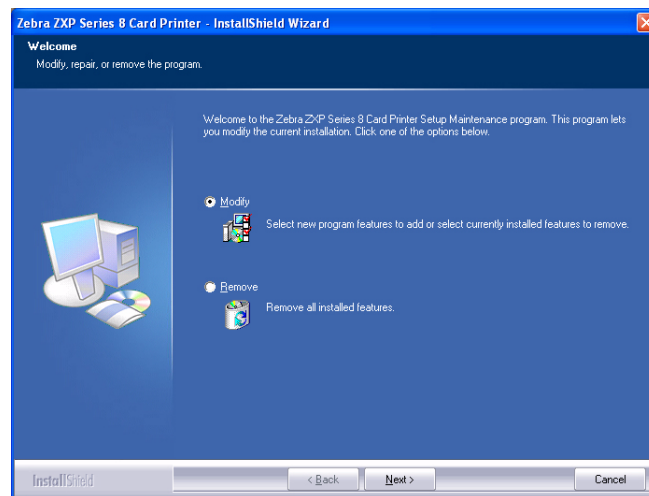 Zebra ZXP Series 8 Card Printer - InstallShield Wizard
Welcome
Modify, repair, or remove the program.
Welcome to the Zebra ZXP Series 8 Card Printer Setup Maintenance program. This program lets
you modify the current installation. Click one of the options below.
Modify
Select new program features to add or select currently installed features to remove.
Remove
Remove all installed features.
InstallShield
< Back
Next >
Cancel